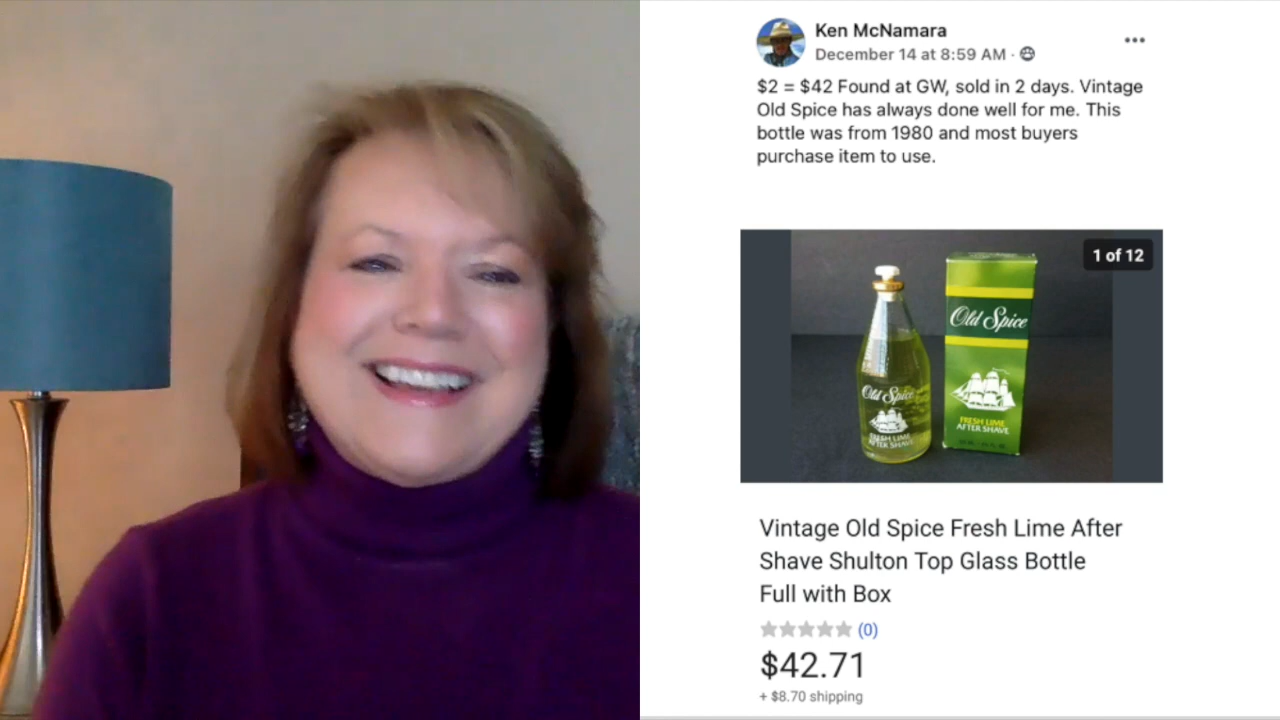 Ken McNamara
December 14 at 8:59 AM ·
$2 = $42 Found at GW, sold in 2 days. Vintage
Old Spice has always done well for me. This
bottle was from 1980 and most buyers
purchase item to use.
1 of 12
Old Spice
FRESH LIME
AFTER SHAVE
Old Spice
FRESH LIME
AFTER SHAVE
Vintage Old Spice Fresh Lime After
Shave Shulton Top Glass Bottle
Full with Box
(0)
$42.71
+ $8.70 shipping